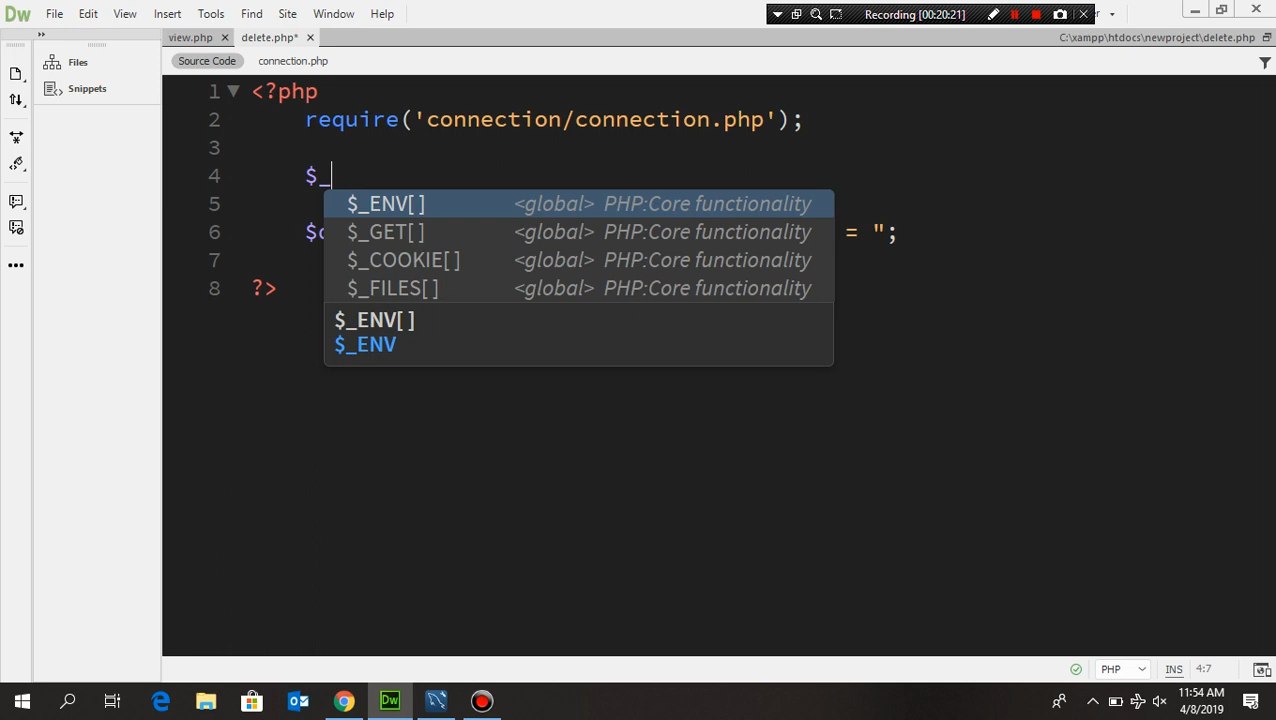 Dw File Edit View Insert Format Tools Find Site Window Help
Recording [00:20:21]
view.php delete.php* C:\xampp\htdocs\newproject\delete.php
Source Code connection.php
Files
Snippets
1 <?php
2 require('connection/connection.php');
3
4 $_
5
6 $ = ";
7
8 ?>
$_ENV[] <global> PHP:Core functionality
$_GET[] <global> PHP:Core functionality
$_COOKIE[] <global> PHP:Core functionality
$_FILES[] <global> PHP:Core functionality
$_ENV[]
$_ENV
PHP INS 4:7
Dw
11:54 AM
4/8/2019